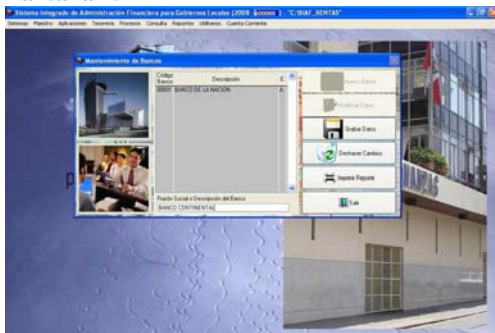 Sistema Integrado de Administración Financiera para Gobiernos Locales [2008 - 600000 ] - "C:\SIAF_RENTAS"
Sistemas Maestro Aplicaciones Tesorería Procesos Consulta Reportes Utilitarios Cuenta Corriente
Mantenimiento de Bancos
Código Banco Descripción E
00001 BANCO DE LA NACION A
Nuevo Banco
Modificar Datos
Grabar Datos
Deshacer Cambios
Imprimir Reporte
Salir
Razón Social o Descripción del Banco
BANCO CONTINENTAL